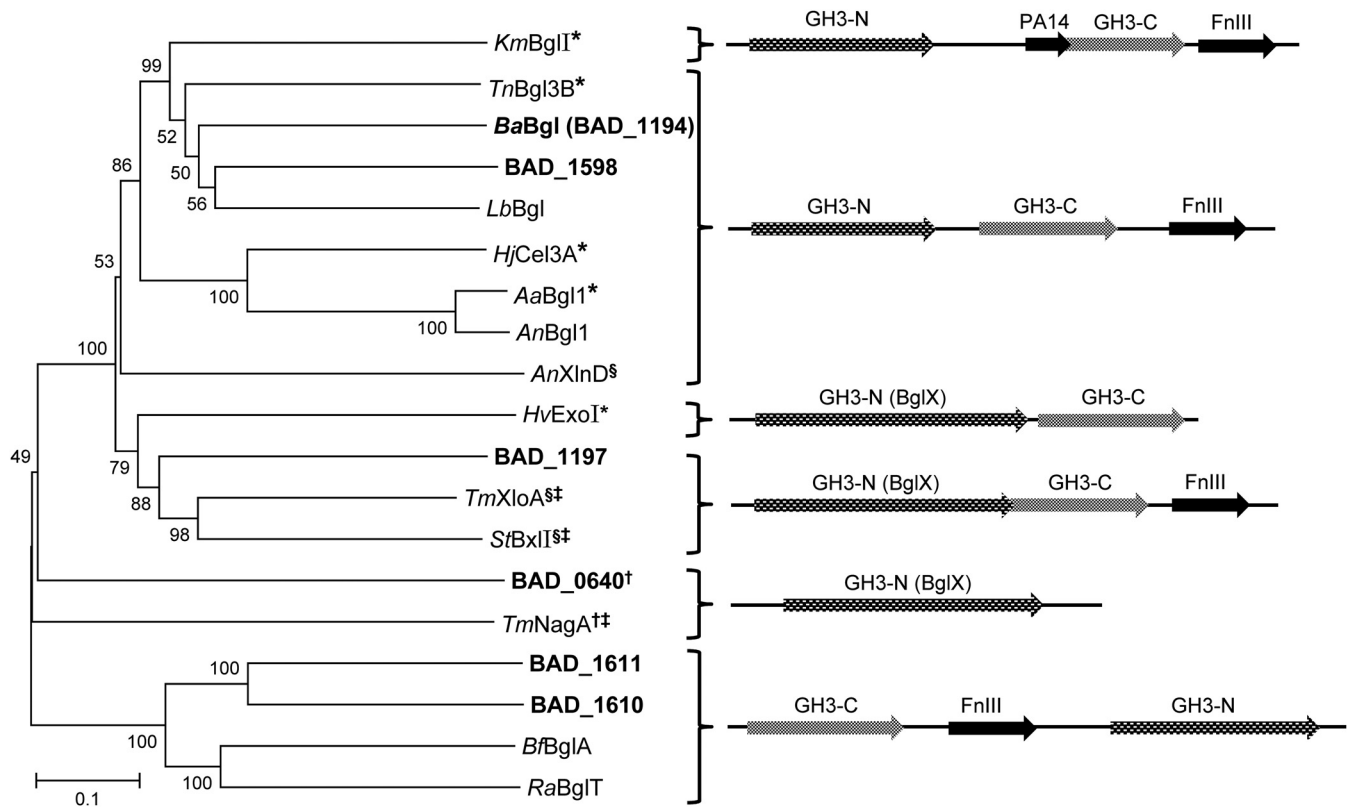 GH3-N PA14 GH3-C FnIII
KmBglI*
99
TnBgl3B*
52
BaBgl (BAD_1194)
86
BAD_1598
50
56
LbBgl
GH3-N GH3-C FnIII
HjCel3A*
53
100
AaBgl1*
100
AnBgl1
100
AnXlnD§
GH3-N (BglX) GH3-C
HvExoI*
49
79
BAD_1197
88
TmXloA§‡
GH3-N (BglX) GH3-C FnIII
98
StBxlI§‡
BAD_0640†
GH3-N (BglX)
TmNagA†‡
100
BAD_1611
BAD_1610
GH3-C FnIII GH3-N
100
BfBglA
100
RaBglT
0.1